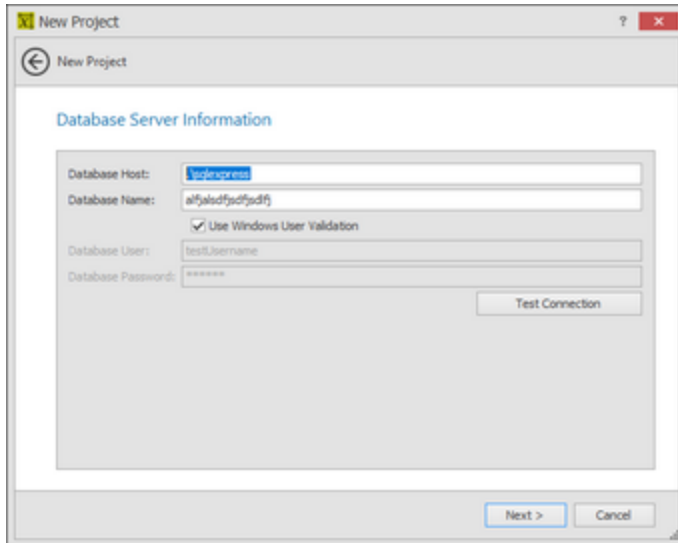 New Project
New Project
Database Server Information
Database Host: .\sqlexpress
Database Name:
Use Windows User Validation
Database User: testUsername
Database Password: ******
Test Connection
Next > Cancel